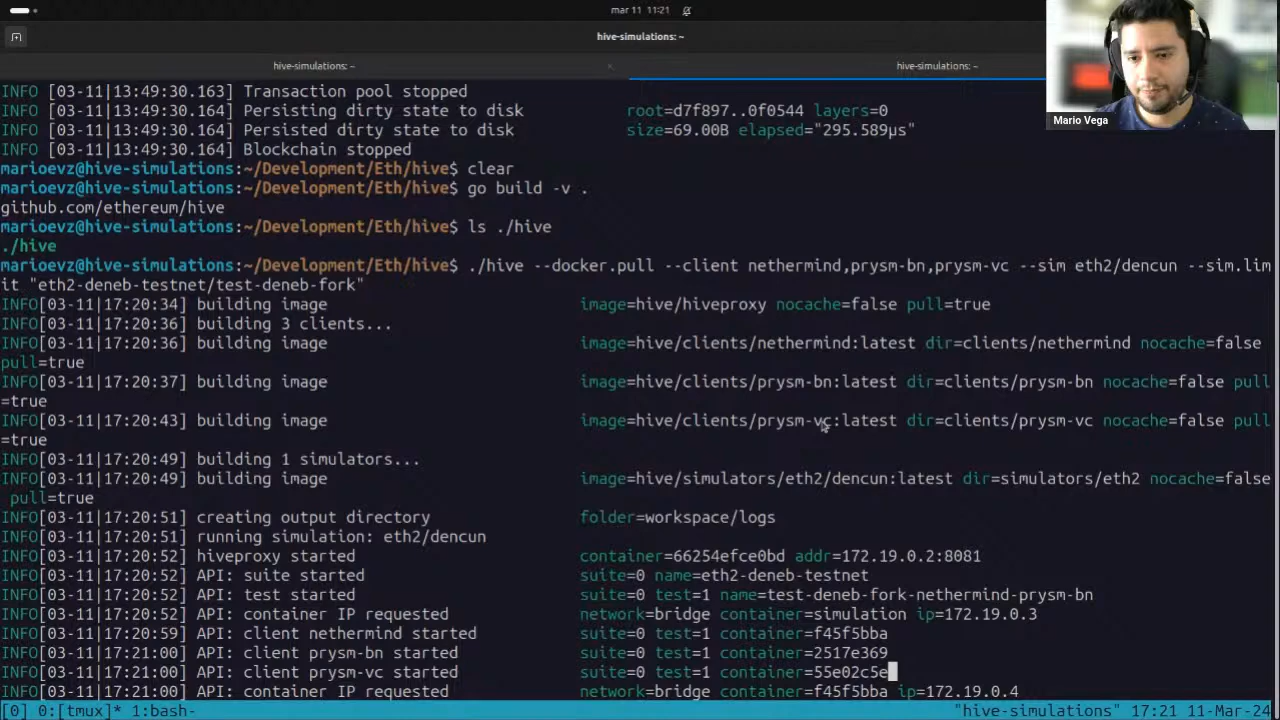 mar 11 11:21
hive-simulations: ~
hive-simulations: ~
×
hive-simulations: ~
Mario Vega
INFO [03-11|13:49:30.163] Transaction pool stopped
INFO [03-11|13:49:30.164] Persisting dirty state to disk root=d7f897..0f0544 layers=0
INFO [03-11|13:49:30.164] Persisted dirty state to disk size=69.00B elapsed="295.589µs"
INFO [03-11|13:49:30.164] Blockchain stopped
marioevz@hive-simulations:~/Development/Eth/hive$ clear
marioevz@hive-simulations:~/Development/Eth/hive$ go build -v .
github.com/ethereum/hive
marioevz@hive-simulations:~/Development/Eth/hive$ ls ./hive
./hive
marioevz@hive-simulations:~/Development/Eth/hive$ ./hive --docker.pull --client nethermind,prysm-bn,prysm-vc --sim eth2/dencun --sim.lim
it "eth2-deneb-testnet/test-deneb-fork"
INFO[03-11|17:20:34] building image image=hive/hiveproxy nocache=false pull=true
INFO[03-11|17:20:36] building 3 clients...
INFO[03-11|17:20:36] building image image=hive/clients/nethermind:latest dir=clients/nethermind nocache=false
pull=true
INFO[03-11|17:20:37] building image image=hive/clients/prysm-bn:latest dir=clients/prysm-bn nocache=false pull
=true
INFO[03-11|17:20:43] building image image=hive/clients/prysm-vc:latest dir=clients/prysm-vc nocache=false pull
=true
INFO[03-11|17:20:49] building 1 simulators...
INFO[03-11|17:20:49] building image image=hive/simulators/eth2/dencun:latest dir=simulators/eth2 nocache=false
pull=true
INFO[03-11|17:20:51] creating output directory folder=workspace/logs
INFO[03-11|17:20:51] running simulation: eth2/dencun
INFO[03-11|17:20:52] hiveproxy started container=66254efce0bd addr=172.19.0.2:8081
INFO[03-11|17:20:52] API: suite started suite=0 name=eth2-deneb-testnet
INFO[03-11|17:20:52] API: test started suite=0 test=1 name=test-deneb-fork-nethermind-prysm-bn
INFO[03-11|17:20:52] API: container IP requested network=bridge container=simulation ip=172.19.0.3
INFO[03-11|17:20:59] API: client nethermind started suite=0 test=1 container=f45f5bba
INFO[03-11|17:21:00] API: client prysm-bn started suite=0 test=1 container=2517e369
INFO[03-11|17:21:00] API: client prysm-vc started suite=0 test=1 container=55e02c5e
INFO[03-11|17:21:00] API: container IP requested network=bridge container=f45f5bba ip=172.19.0.4
[0] 0:[tmux]* 1:bash- "hive-simulations" 17:21 11-Mar-24